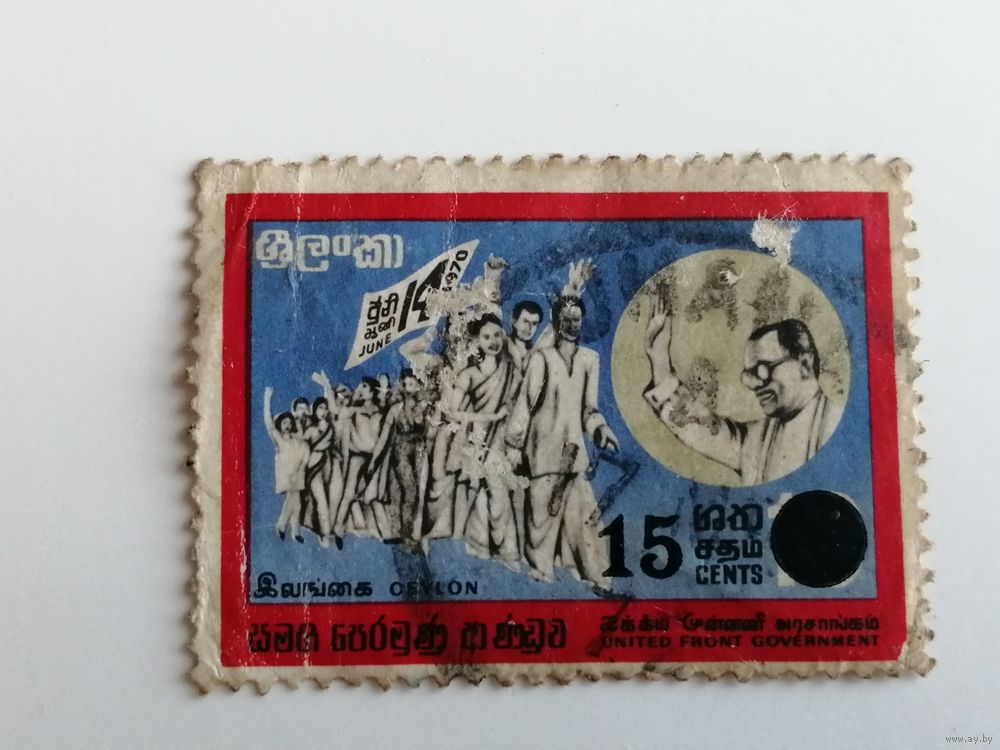 ශ්‍රී ලංකා
ජූනි 14 1970
ஜூனி
JUNE
15 ශත
சதம்
CENTS
இலங்கை CEYLON
සමගි පෙරමුණු ආණ්ඩුව
ஐக்கிய முன்னணி அரசாங்கம்
UNITED FRONT GOVERNMENT
www.ay.by